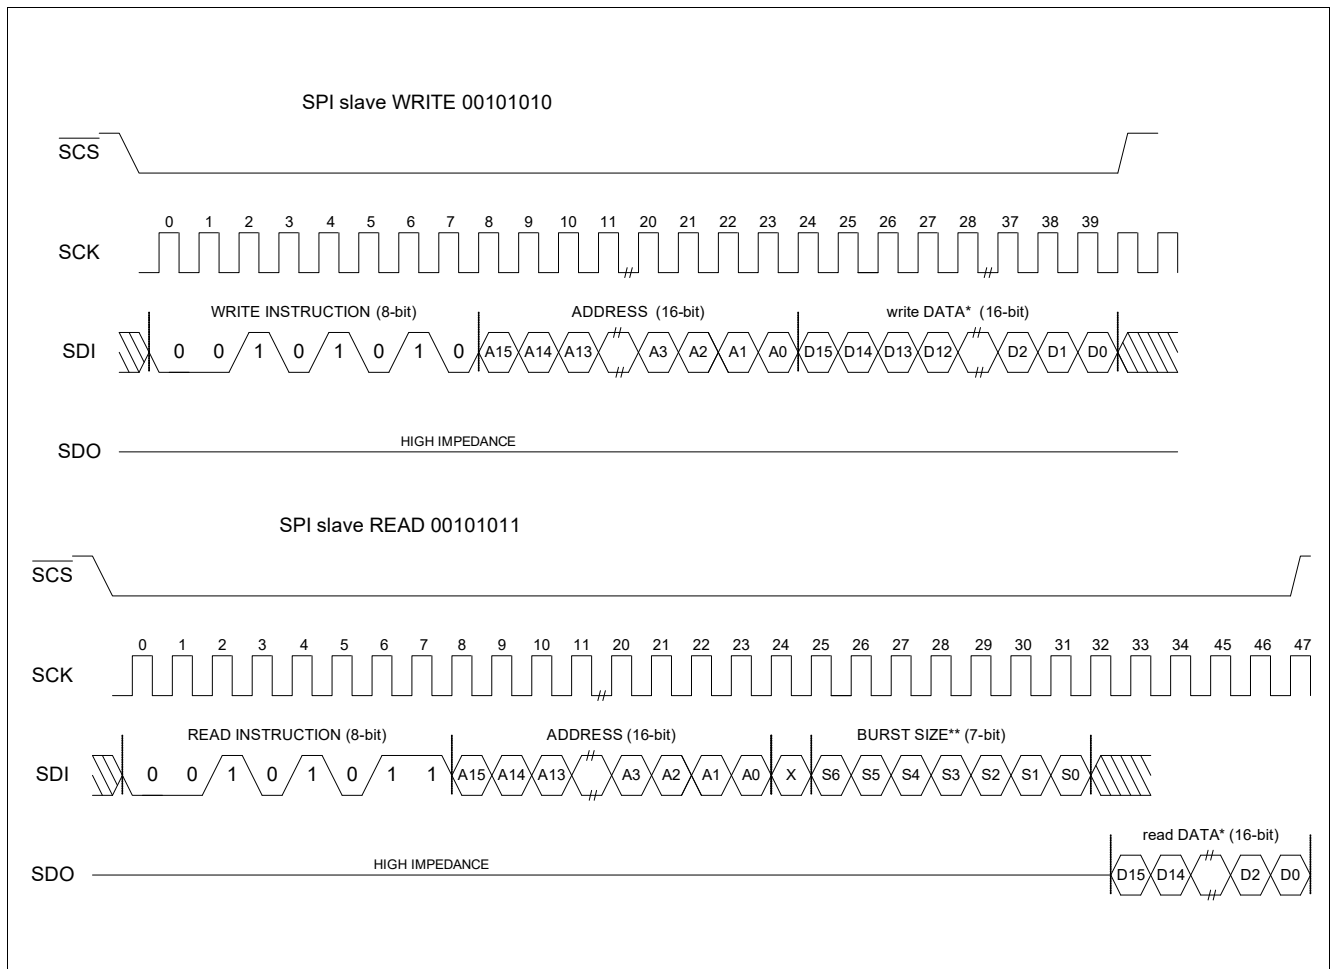 SPI slave WRITE 00101010
SCS
0 1 2 3 4 5 6 7 8 9 10 11 20 21 22 23 24 25 26 27 28 37 38 39
SCK
WRITE INSTRUCTION (8-bit) ADDRESS (16-bit) write DATA* (16-bit)
SDI 0 0 1 0 1 0 1 0 A15 A14 A13 A3 A2 A1 A0 D15 D14 D13 D12 D2 D1 D0
HIGH IMPEDANCE
SDO
SPI slave READ 00101011
SCS
0 1 2 3 4 5 6 7 8 9 10 11 20 21 22 23 25 26 27 28 29 30 31 32 33 34 45 46 47
SCK
READ INSTRUCTION (8-bit) ADDRESS (16-bit) BURST SIZE** (7-bit)
SDI 0 0 1 0 1 0 1 1 A15 A14 A13 A3 A2 A1 A0 X S6 S5 S4 S3 S2 S1 S0
read DATA* (16-bit)
HIGH IMPEDANCE
SDO D15 D14 D2 D0